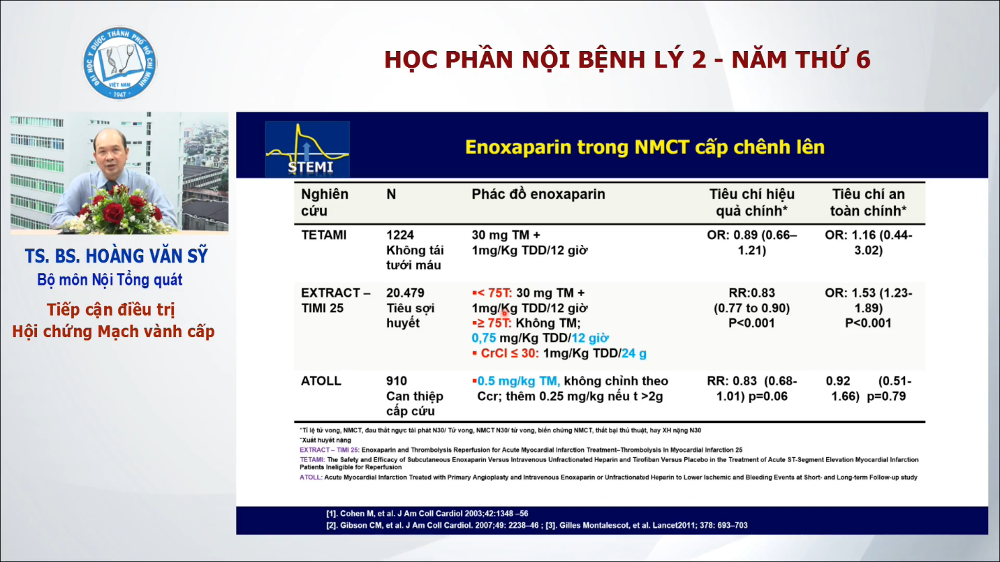 ĐẠI HỌC Y DƯỢC THÀNH PHỐ HỒ CHÍ MINH
VIỆT NAM
1947
HỌC PHẦN NỘI BỆNH LÝ 2 - NĂM THỨ 6
TS. BS. HOÀNG VĂN SỸ
Bộ môn Nội Tổng quát
Tiếp cận điều trị
Hội chứng Mạch vành cấp
STEMI
Enoxaparin trong NMCT cấp chênh lên
Nghiên cứu N Phác đồ enoxaparin Tiêu chí hiệu quả chính* Tiêu chí an toàn chính*
TETAMI
1224
Không tái
tưới máu
30 mg TM +
1mg/Kg TDD/12 giờ
OR: 0.89 (0.66–
1.21)
OR: 1.16 (0.44-
3.02)
EXTRACT –
TIMI 25
20.479
Tiêu sợi
huyết
▪< 75T: 30 mg TM +
1mg/Kg TDD/12 giờ
▪≥ 75T: Không TM;
0,75 mg/Kg TDD/12 giờ
▪ CrCl ≤ 30: 1mg/Kg TDD/24 g
RR:0.83
(0.77 to 0.90)
P<0.001
OR: 1.53 (1.23-
1.89)
P<0.001
ATOLL
910
Can thiệp
cấp cứu
▪0.5 mg/kg TM, không chỉnh theo
Ccr; thêm 0.25 mg/kg nếu t >2g
RR: 0.83 (0.68-
1.01) p=0.06
0.92 (0.51-
1.66) p=0.79
*Tỉ lệ tử vong, NMCT, đau thắt ngực tái phát N30/ Tử vong, NMCT N30/ tử vong, biến chứng NMCT, thất bại thủ thuật, hay XH nặng N30
*Xuất huyết nặng
EXTRACT – TIMI 25: Enoxaparin and Thrombolysis Reperfusion for Acute Myocardial Infarction Treatment–Thrombolysis In Myocardial Infarction 25
TETAMI: The Safety and Efficacy of Subcutaneous Enoxaparin Versus Intravenous Unfractionated Heparin and Tirofiban Versus Placebo in the Treatment of Acute ST-Segment Elevation Myocardial Infarction
Patients Ineligible for Reperfusion
ATOLL: Acute Myocardial Infarction Treated with Primary Angioplasty and Intravenous Enoxaparin or Unfractionated Heparin to Lower Ischemic and Bleeding Events at Short- and Long-term Follow-up study
[1]. Cohen M, et al. J Am Coll Cardiol 2003;42:1348 –56
[2]. Gibson CM, et al. J Am Coll Cardiol. 2007;49: 2238–46 ; [3]. Gilles Montalescot, et al. Lancet2011; 378: 693–703